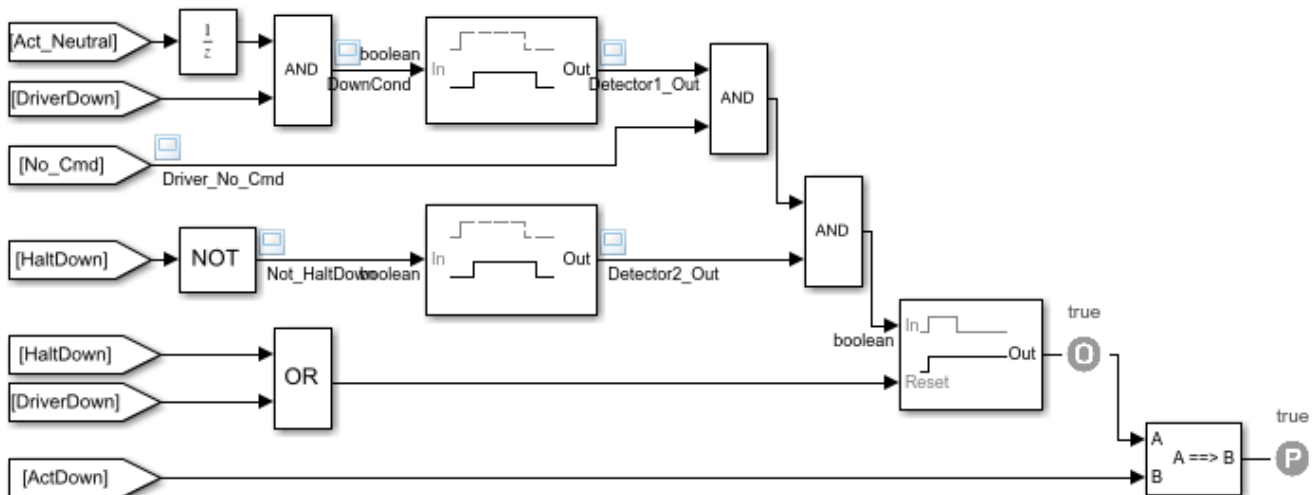 [Act_Neutral]
1
z
AND
boolean
In
Out
DownCond
Detector1_Out
[DriverDown]
AND
[No_Cmd]
Driver_No_Cmd
AND
[HaltDown]
NOT
In
Out
Not_HaltDown
boolean
Detector2_Out
true
In
boolean
Out
O
[HaltDown]
OR
Reset
[DriverDown]
true
A
A ==> B
P
B
[ActDown]